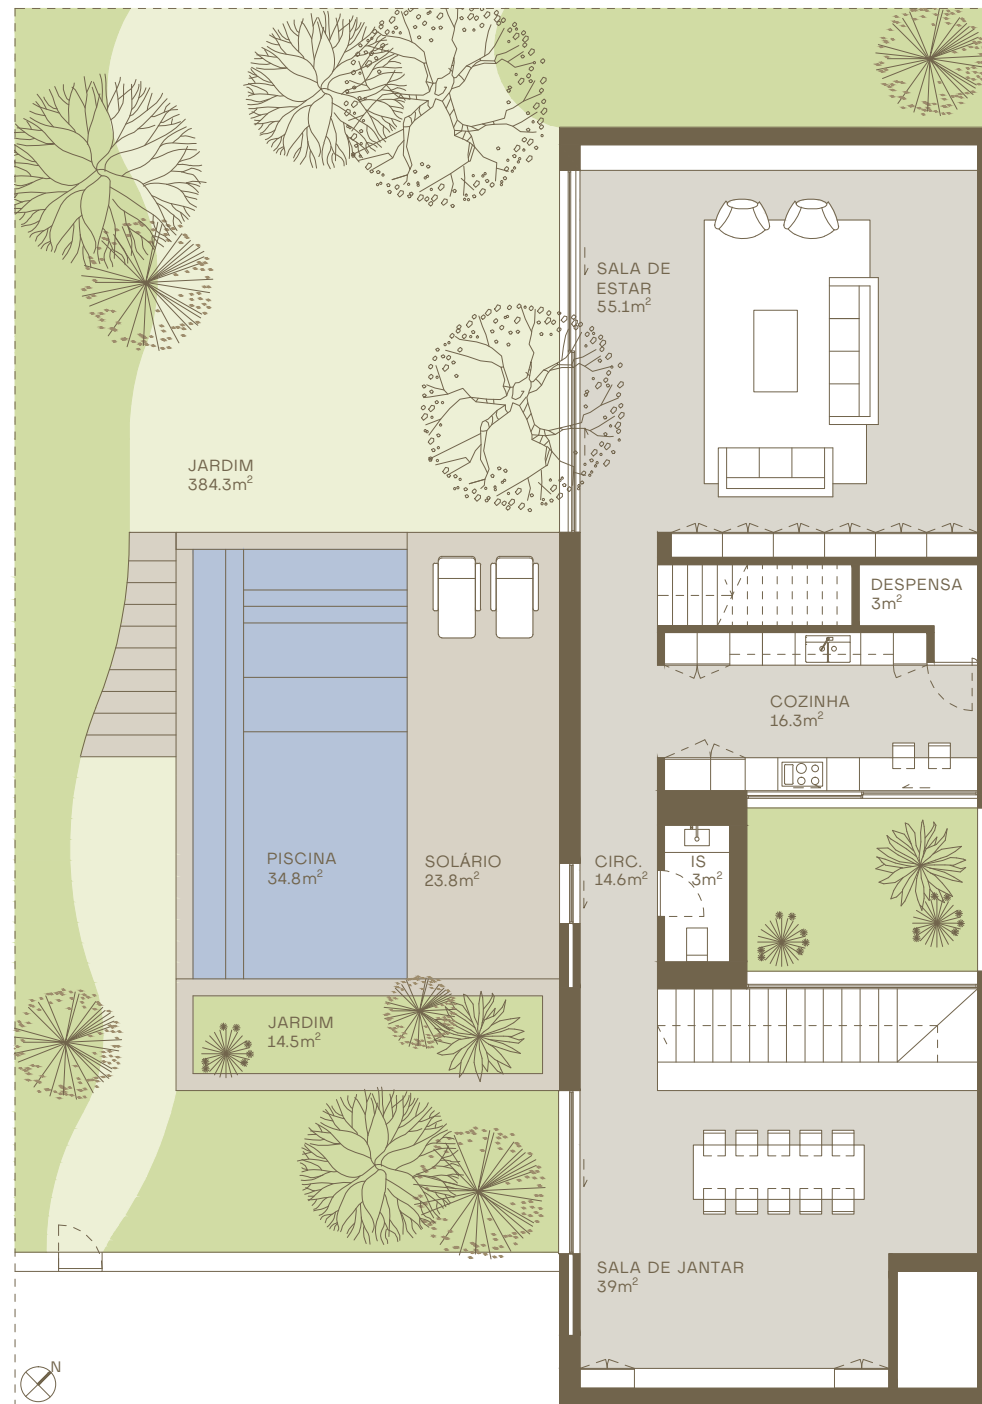 SALA DE
ESTAR
55.1m²
JARDIM
384.3m²
DESPENSA
3m²
COZINHA
16.3m²
PISCINA
34.8m²
SOLÁRIO
23.8m²
CIRC.
14.6m²
IS
3m²
JARDIM
14.5m²
SALA DE JANTAR
39m²
N